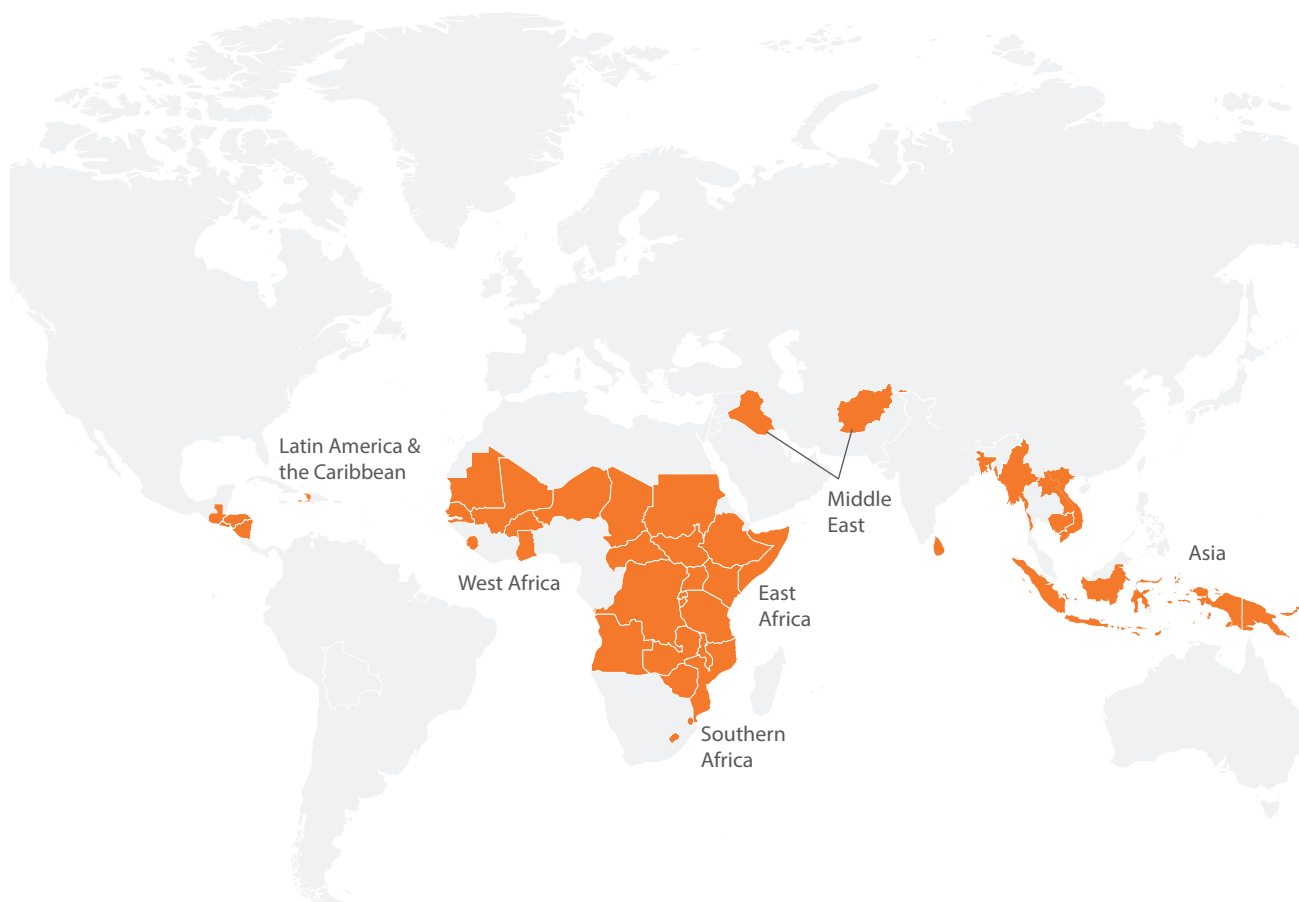 Latin America &
the Caribbean
West Africa
East
Africa
Southern
Africa
Middle
East
Asia